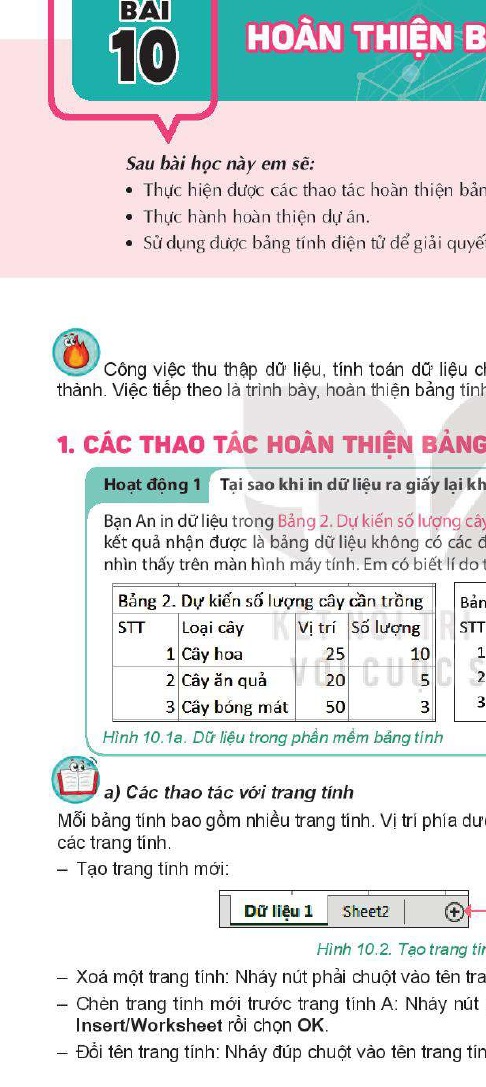 BÀI
10
HOÀN THIỆN B
Sau bài học này em sẽ:
• Thực hiện được các thao tác hoàn thiện bản
• Thực hành hoàn thiện dự án.
• Sử dụng được bảng tính điện tử để giải quyế
Công việc thu thập dữ liệu, tính toán dữ liệu c
thành. Việc tiếp theo là trình bày, hoàn thiện bảng tính
1. CÁC THAO TÁC HOÀN THIỆN BẢNG
Hoạt động 1 Tại sao khi in dữ liệu ra giấy lại kh
Bạn An in dữ liệu trong Bảng 2. Dự kiến số lượng cây
kết quả nhận được là bảng dữ liệu không có các đ
nhìn thấy trên màn hình máy tính. Em có biết lí do t
Bảng 2. Dự kiến số lượng cây cần trồng
STT Loại cây Vị trí Số lượng
1 Cây hoa 25 10
2 Cây ăn quả 20 5
3 Cây bóng mát 50 3
Bản
STT
1
2
3
KẾT NỐI TR
VỚI CUỘC S
Hình 10.1a. Dữ liệu trong phần mềm bảng tính
a) Các thao tác với trang tính
Mỗi bảng tính bao gồm nhiều trang tính. Vị trí phía dư
các trang tính.
– Tạo trang tính mới:
Dữ liệu 1 Sheet2
Hình 10.2. Tạo trang tín
– Xoá một trang tính: Nháy nút phải chuột vào tên tra
– Chèn trang tính mới trước trang tính A: Nháy nút
Insert/Worksheet rồi chọn OK.
– Đổi tên trang tính: Nháy đúp chuột vào tên trang tín